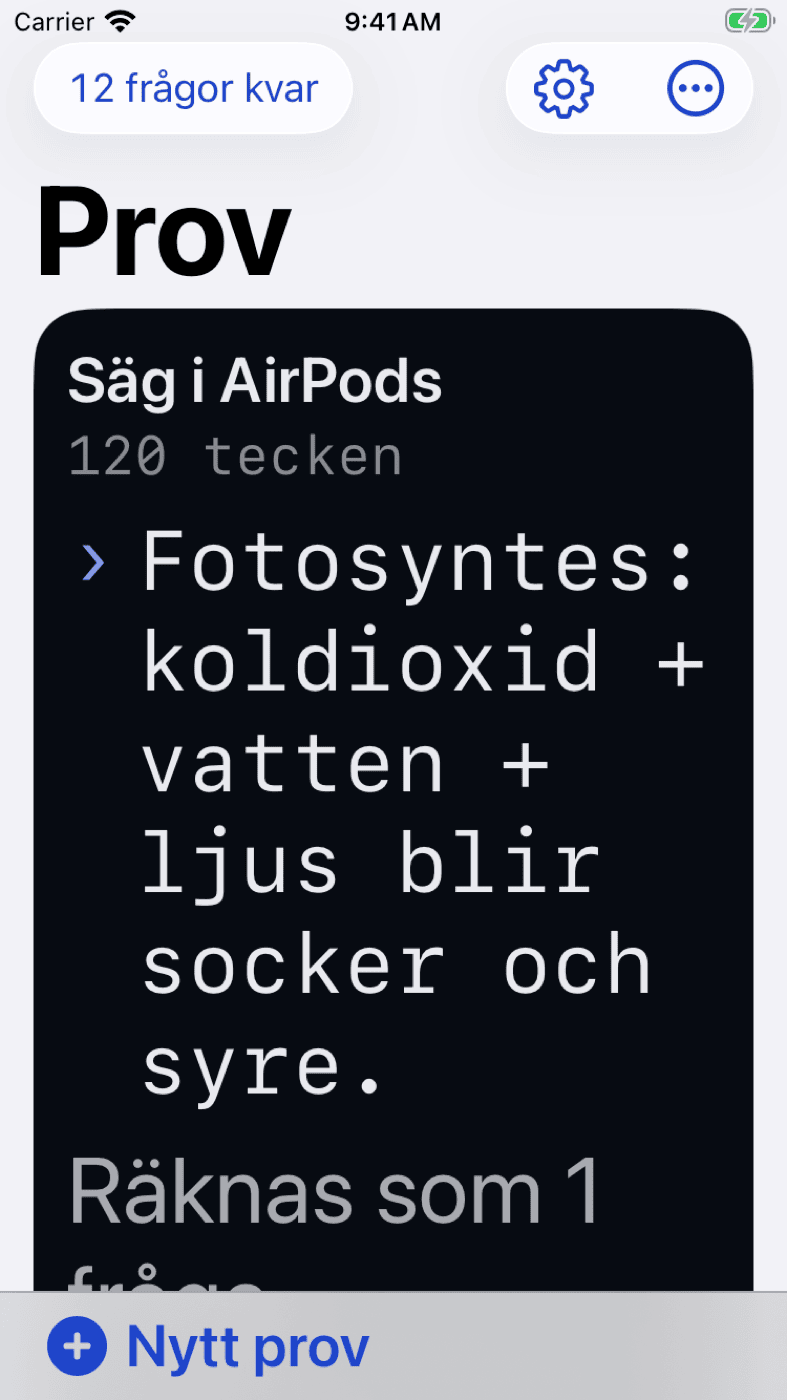 Carrier 9:41 AM
12 frågor kvar
Prov
Säg i AirPods
120 tecken
› Fotosyntes:
koldioxid +
vatten +
ljus blir
socker och
syre.
Räknas som 1
Nytt prov